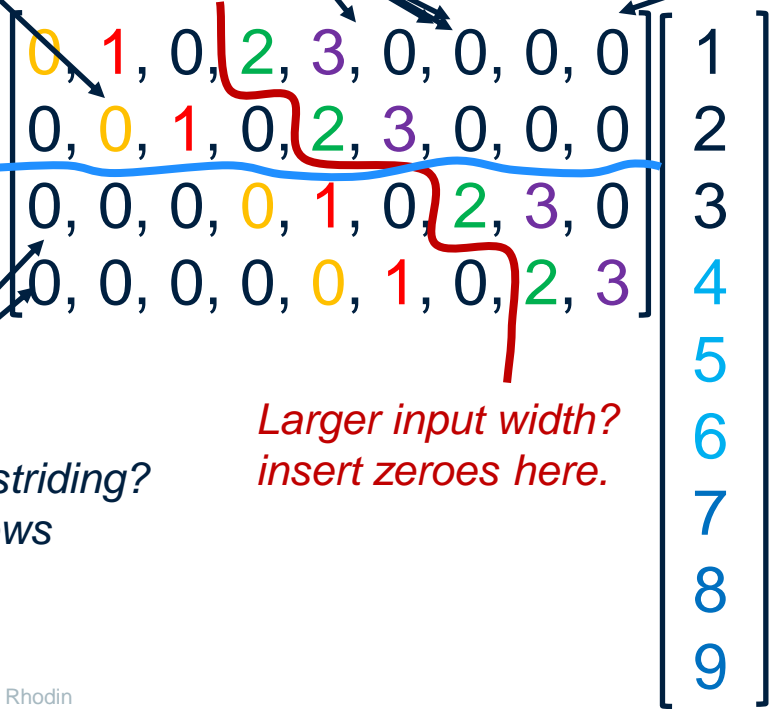 0, 1, 0, 2, 3, 0, 0, 0, 0
0, 0, 1, 0, 2, 3, 0, 0, 0
0, 0, 0, 0, 1, 0, 2, 3, 0
0, 0, 0, 0, 0, 1, 0, 2, 3
1
2
3
4
5
6
7
8
9
Larger input width?
insert zeroes here.
striding?
ws
Rhodin